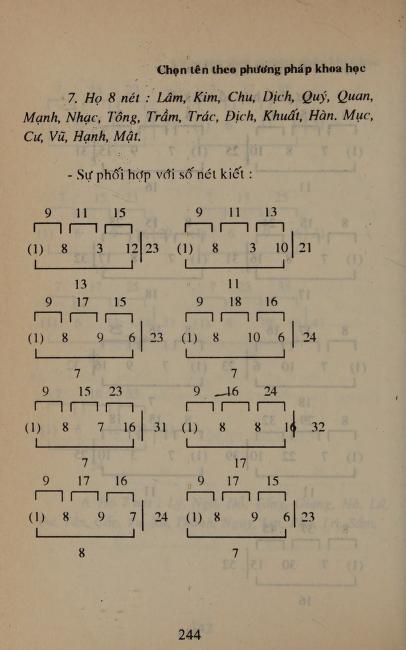 Chọn tên theo phương pháp khoa học
7. Họ 8 nét : Lâm, Kim, Chu, Dịch, Quý, Quan,
Mạnh, Nhạc, Tông, Trầm, Trác, Địch, Khuất, Hàn. Mục,
Cư, Vũ, Hạnh, Mật.
- Sự phối hợp với số nét kiết :
9 11 15 9 11 13
(1) 8 3 12 23 (1) 8 3 10 21
13 11
9 17 15 9 18 16
(1) 8 9 6 23 (1) 8 10 6 24
7 7
9 15 23 9 16 24
(1) 8 7 16 31 (1) 8 8 16 32
7 17
9 17 16 9 17 15
(1) 8 9 7 24 (1) 8 9 6 23
8 7
244